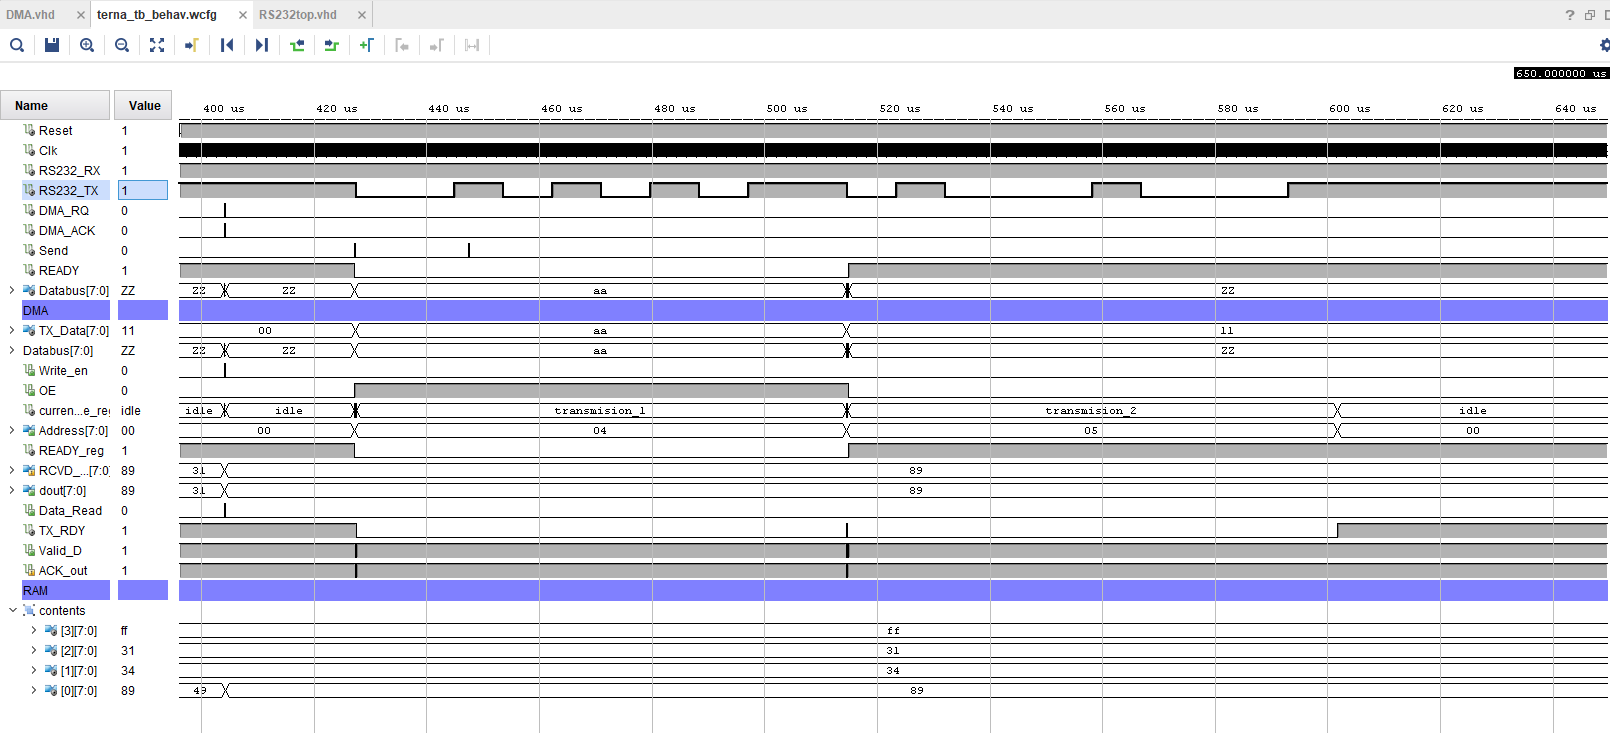 DMA.vhd × terna_tb_behav.wcfg × RS232top.vhd ×
650.000000 us
Name Value 400 us 420 us 440 us 460 us 480 us 500 us 520 us 540 us 560 us 580 us 600 us 620 us 640 us
Reset 1
Clk 1
RS232_RX 1
RS232_TX 1
DMA_RQ 0
DMA_ACK 0
Send 0
READY 1
Databus[7:0] ZZ ZZ ZZ aa ZZ
DMA
TX_Data[7:0] 11 00 aa 11
Databus[7:0] ZZ ZZ ZZ aa ZZ
Write_en 0
OE 0
curren...e_reg idle idle idle transmision_1 transmision_2 idle
Address[7:0] 00 00 04 05 00
READY_reg 1
RCVD_...[7:0] 89 31 89
dout[7:0] 89 31 89
Data_Read 0
TX_RDY 1
Valid_D 1
ACK_out 1
RAM
contents
[3][7:0] ff ff
[2][7:0] 31 31
[1][7:0] 34 34
[0][7:0] 89 49 89